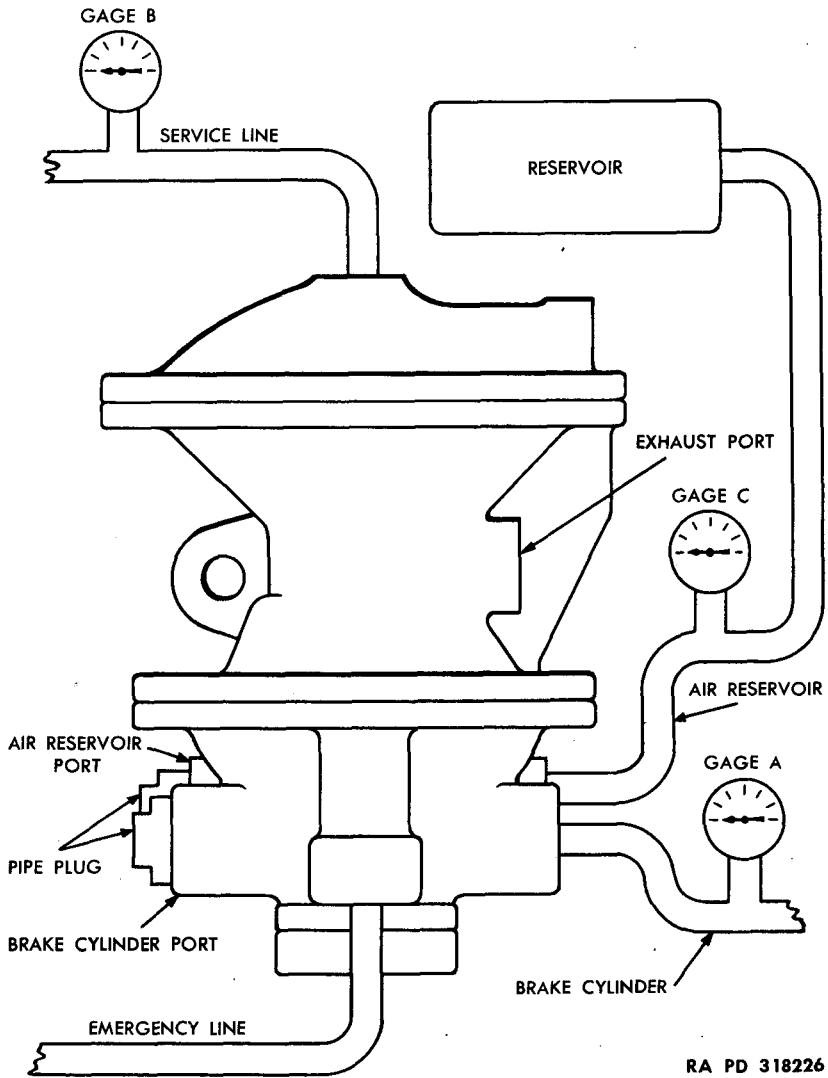 GAGE B
SERVICE LINE
RESERVOIR
EXHAUST PORT
GAGE C
AIR RESERVOIR
AIR RESERVOIR
PORT
GAGE A
PIPE PLUG
BRAKE CYLINDER PORT
BRAKE CYLINDER
EMERGENCY LINE
RA PD 318226